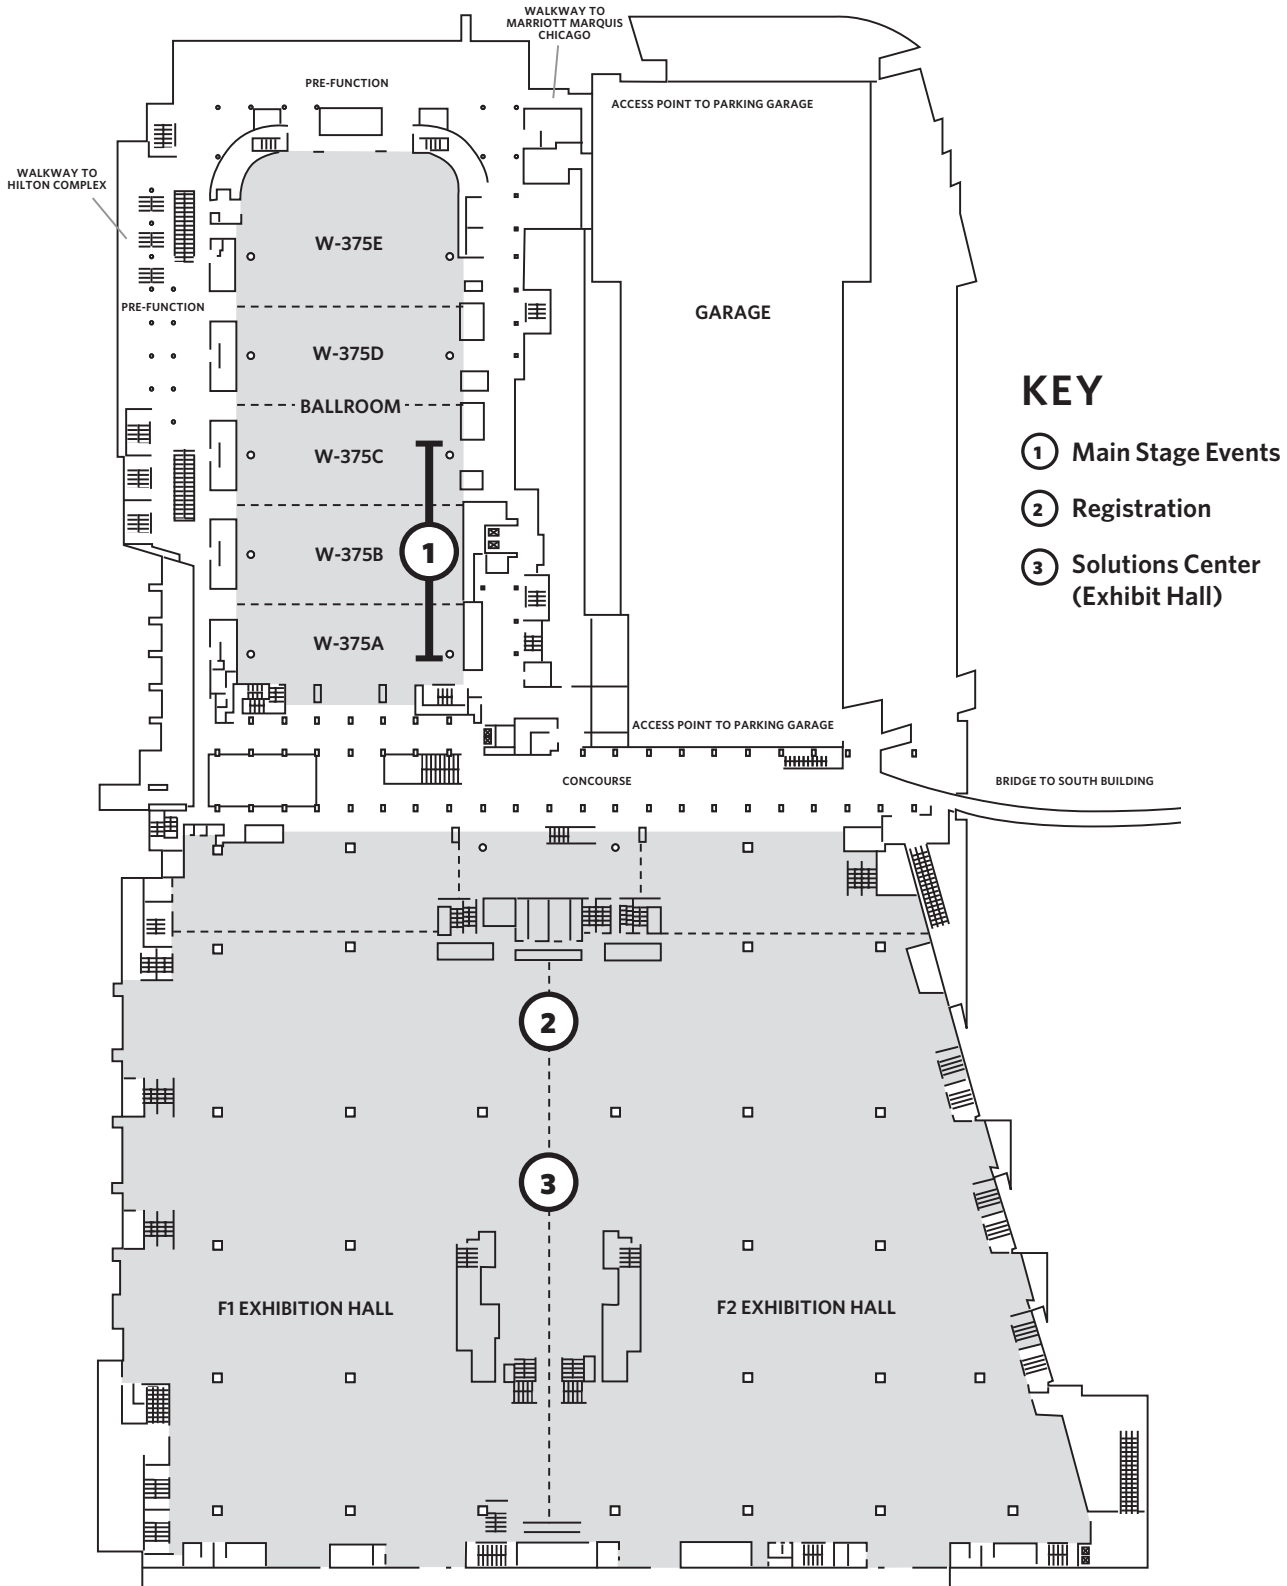 WALKWAY TO
MARRIOTT MARQUIS
CHICAGO
PRE-FUNCTION
ACCESS POINT TO PARKING GARAGE
WALKWAY TO
HILTON COMPLEX
W-375E
PRE-FUNCTION
GARAGE
W-375D
KEY
BALLROOM
1 Main Stage Events
W-375C
2 Registration
W-375B
1
3 Solutions Center
(Exhibit Hall)
W-375A
ACCESS POINT TO PARKING GARAGE
CONCOURSE
BRIDGE TO SOUTH BUILDING
2
3
F1 EXHIBITION HALL
F2 EXHIBITION HALL